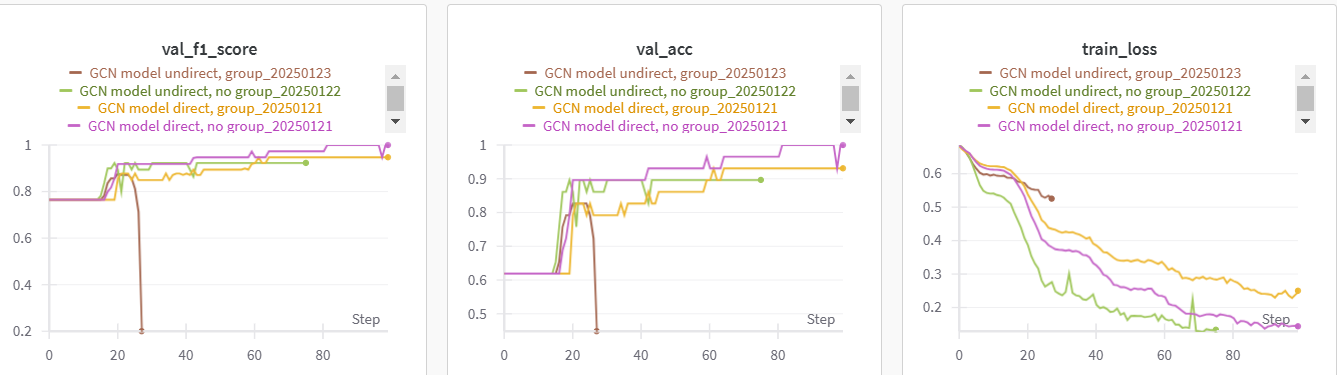 val_f1_score
GCN model undirect, group_20250123
GCN model undirect, no group_20250122
GCN model direct, group_20250121
GCN model direct, no group_20250121
1
0.8
0.6
0.4
0.2
Step
0 20 40 60 80
val_acc
GCN model undirect, group_20250123
GCN model undirect, no group_20250122
GCN model direct, group_20250121
GCN model direct, no group_20250121
1
0.9
0.8
0.7
0.6
0.5
Step
0 20 40 60 80
train_loss
GCN model undirect, group_20250123
GCN model undirect, no group_20250122
GCN model direct, group_20250121
GCN model direct, no group_20250121
0.6
0.5
0.4
0.3
0.2
Step
0 20 40 60 80